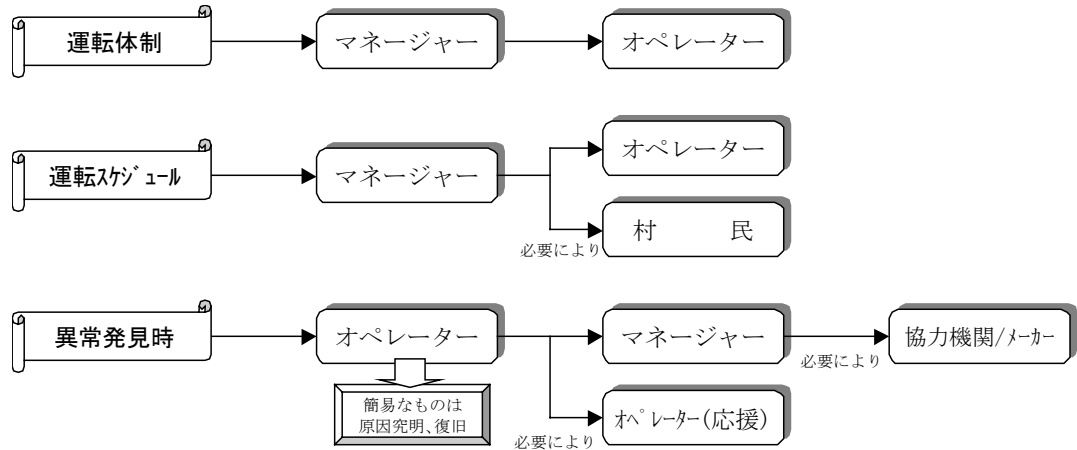 運転体制
マネージャー
オペレーター
運転ｽｹｼﾞｭｰﾙ
マネージャー
オペレーター
村　　　民
必要により
異常発見時
オペレーター
マネージャー
協力機関/ﾒｰｶｰ
必要により
簡易なものは
原因究明、復旧
ｵﾍﾟﾚｰﾀｰ(応援)
必要により